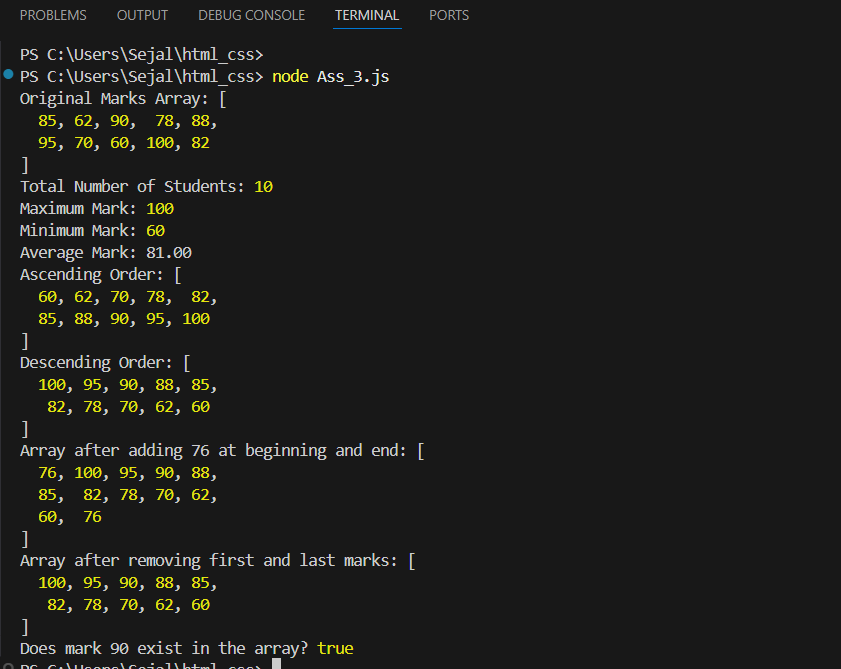 PROBLEMS OUTPUT DEBUG CONSOLE TERMINAL PORTS
PS C:\Users\Sejal\html_css>
PS C:\Users\Sejal\html_css> node Ass_3.js
Original Marks Array: [
  85, 62, 90,  78, 88,
  95, 70, 60, 100, 82
]
Total Number of Students: 10
Maximum Mark: 100
Minimum Mark: 60
Average Mark: 81.00
Ascending Order: [
  60, 62, 70, 78,  82,
  85, 88, 90, 95, 100
]
Descending Order: [
  100, 95, 90, 88, 85,
   82, 78, 70, 62, 60
]
Array after adding 76 at beginning and end: [
  76, 100, 95, 90, 88,
  85,  82, 78, 70, 62,
  60,  76
]
Array after removing first and last marks: [
  100, 95, 90, 88, 85,
   82, 78, 70, 62, 60
]
Does mark 90 exist in the array? true
PS C:\Users\Sejal\html_css>